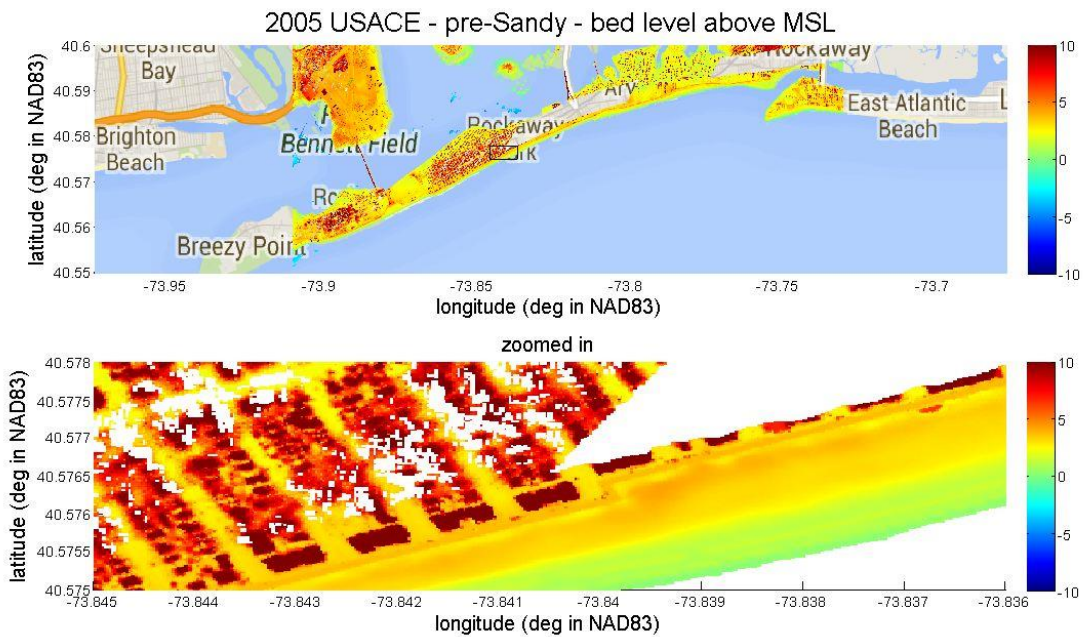 2005 USACE - pre-Sandy - bed level above MSL
40.6
40.59
40.58
40.57
40.56
40.55
latitude (deg in NAD83)
Sheepshead
Bay
Brighton
Beach
Bennett Field
Rockaway
Breezy Point
Rockaway
East Atlantic
Beach
-73.95
-73.9
-73.85
-73.8
-73.75
-73.7
longitude (deg in NAD83)
10
5
0
-5
-10
zoomed in
40.578
40.5775
40.577
40.5765
40.576
40.5755
40.575
latitude (deg in NAD83)
-73.845
-73.844
-73.843
-73.842
-73.841
-73.84
-73.839
-73.838
-73.837
-73.836
longitude (deg in NAD83)
10
5
0
-5
-10